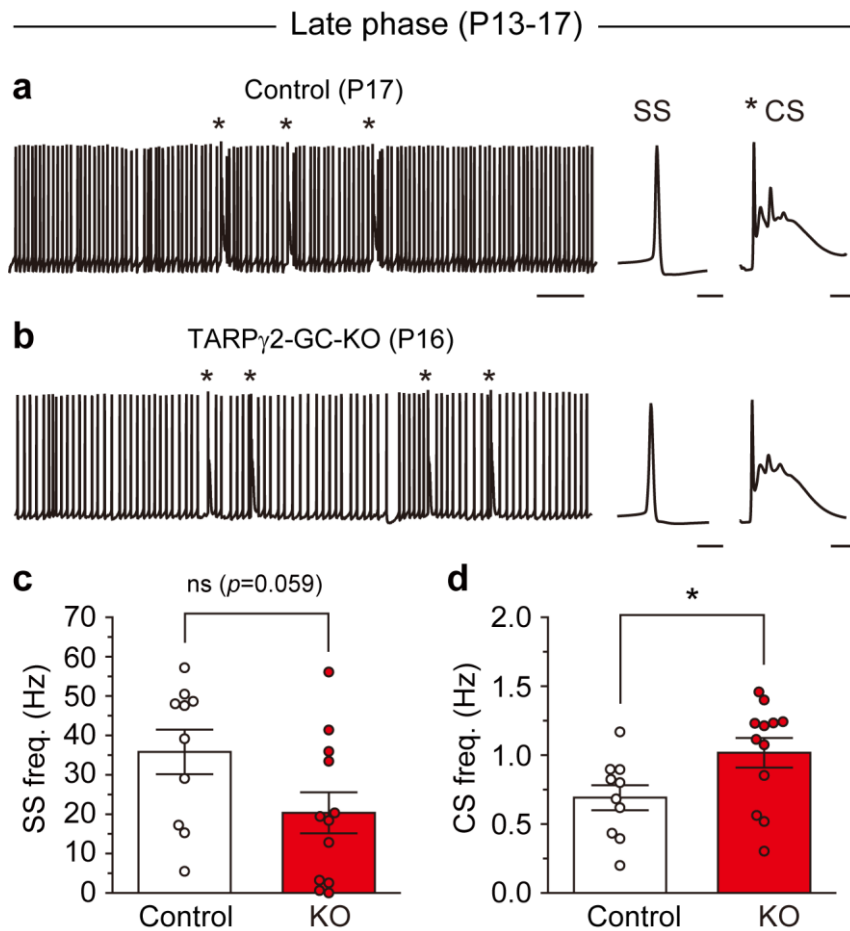 Late phase (P13-17)
a
Control (P17)
* * *
SS
* CS
b
TARPγ2-GC-KO (P16)
* * * *
c
ns (p=0.059)
SS freq. (Hz)
70
60
50
40
30
20
10
0
Control KO
d
*
CS freq. (Hz)
2.0
1.5
1.0
0.5
0.0
Control KO